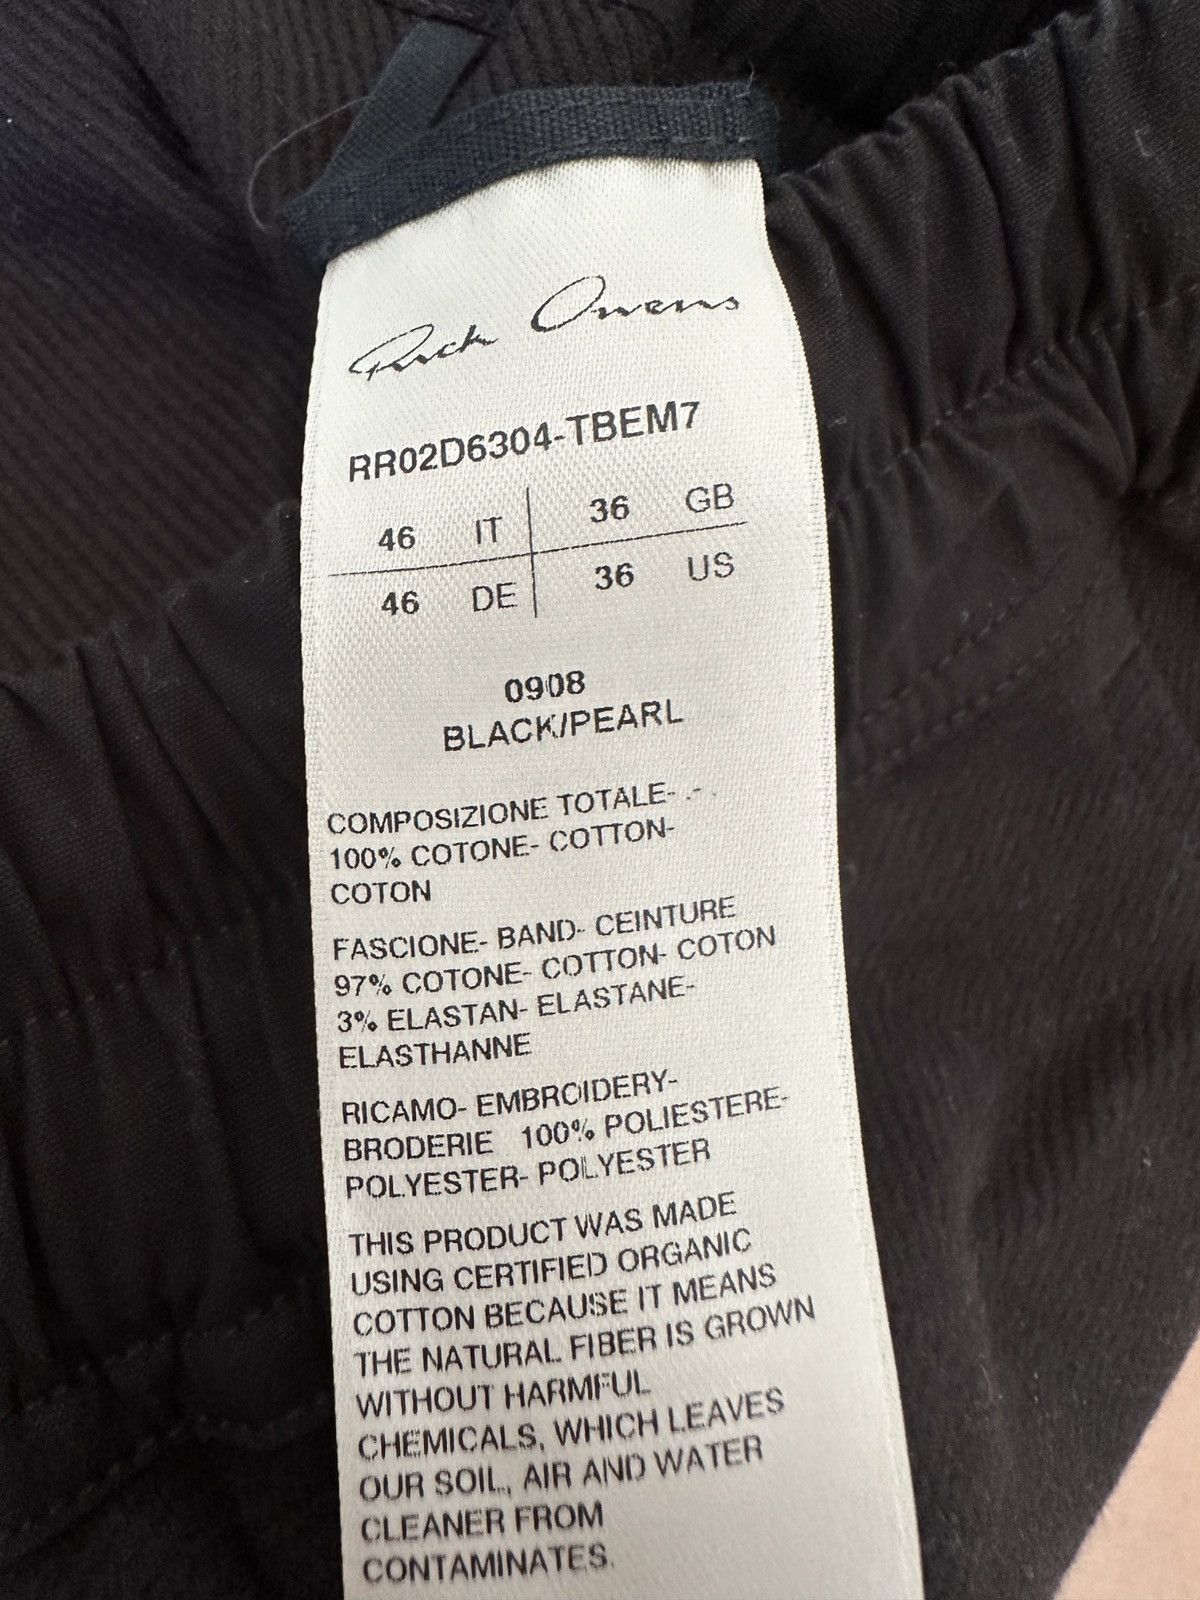 Rick Owens
RR02D6304-TBEM7
46 IT 36 GB
46 DE 36 US
0908
BLACK/PEARL
COMPOSIZIONE TOTALE- .-.
100% COTONE- COTTON-
COTON
FASCIONE- BAND- CEINTURE
97% COTONE- COTTON- COTON
3% ELASTAN- ELASTANE-
ELASTHANNE
RICAMO- EMBROIDERY-
BRODERIE 100% POLIESTERE-
POLYESTER- POLYESTER
THIS PRODUCT WAS MADE
USING CERTIFIED ORGANIC
COTTON BECAUSE IT MEANS
THE NATURAL FIBER IS GROWN
WITHOUT HARMFUL
CHEMICALS, WHICH LEAVES
OUR SOIL, AIR AND WATER
CLEANER FROM
CONTAMINATES.